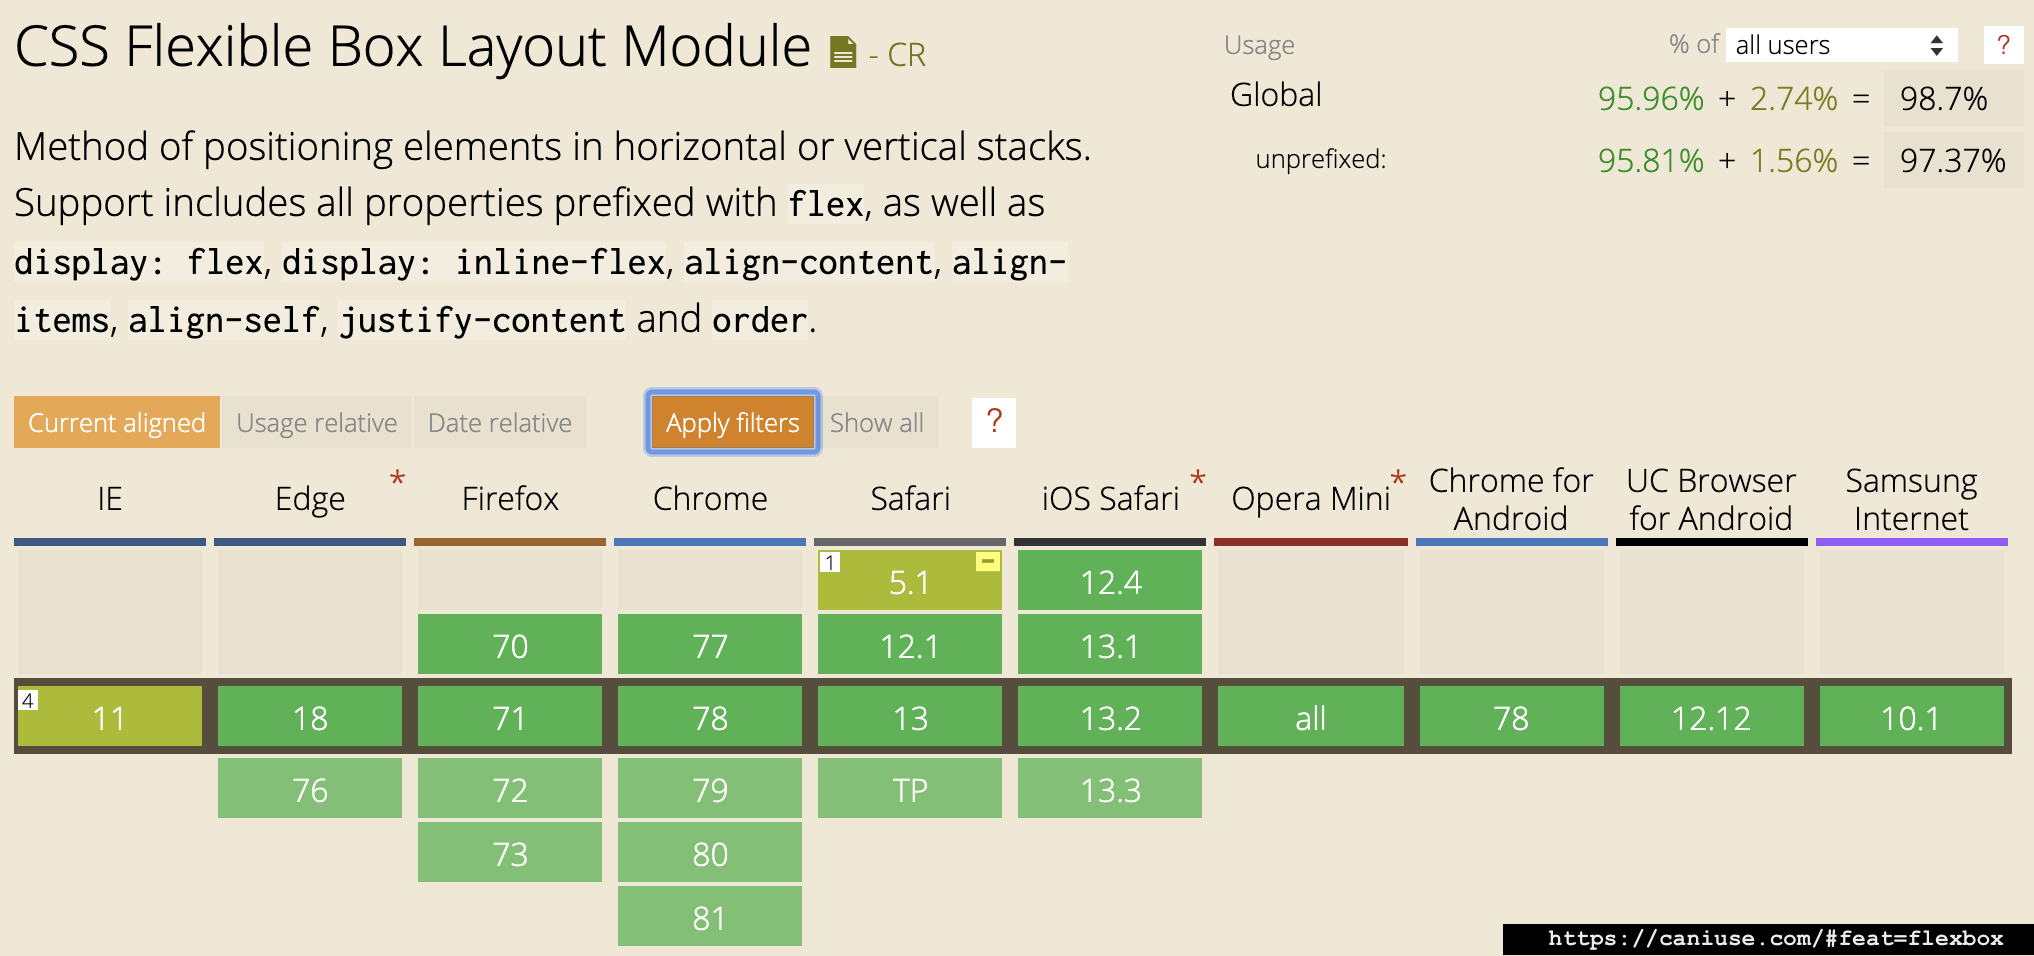 CSS Flexible Box Layout Module - CR
Usage % of all users ?
Global 95.96% + 2.74% = 98.7%
unprefixed: 95.81% + 1.56% = 97.37%
Method of positioning elements in horizontal or vertical stacks.
Support includes all properties prefixed with flex, as well as
display: flex, display: inline-flex, align-content, align-
items, align-self, justify-content and order.
Current aligned Usage relative Date relative Apply filters Show all ?
IE Edge * Firefox Chrome Safari iOS Safari * Opera Mini * Chrome for Android UC Browser for Android Samsung Internet
1 5.1 - 12.4
70 77 12.1 13.1
4 11 18 71 78 13 13.2 all 78 12.12 10.1
76 72 79 TP 13.3
73 80
81
https://caniuse.com/#feat=flexbox